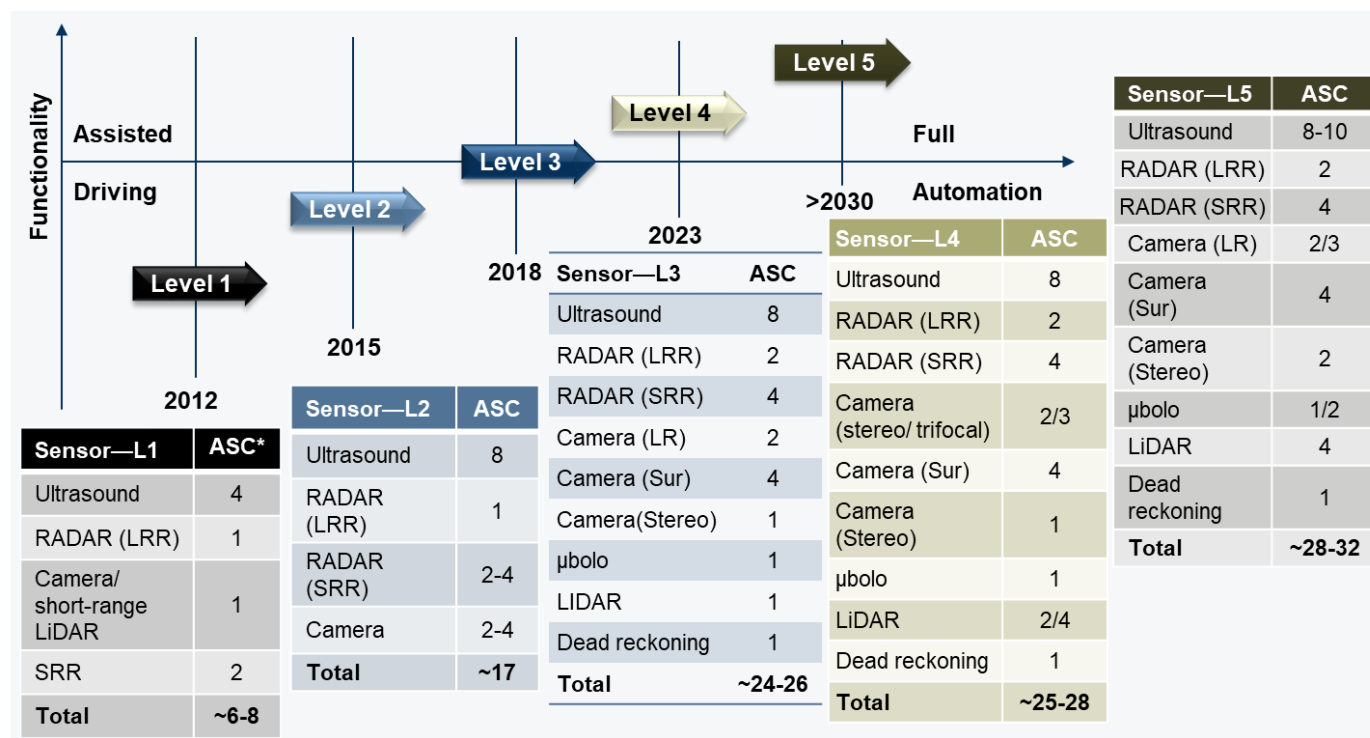 Functionality
Assisted
Driving
Full
Automation
Level 1
Level 2
Level 3
Level 4
Level 5
2012
2015
2018
2023
>2030
Sensor—L1 ASC*
Ultrasound 4
RADAR (LRR) 1
Camera/
short-range
LiDAR 1
SRR 2
Total ~6-8
Sensor—L2 ASC
Ultrasound 8
RADAR
(LRR) 1
RADAR
(SRR) 2-4
Camera 2-4
Total ~17
Sensor—L3 ASC
Ultrasound 8
RADAR (LRR) 2
RADAR (SRR) 4
Camera (LR) 2
Camera (Sur) 4
Camera(Stereo) 1
µbolo 1
LIDAR 1
Dead reckoning 1
Total ~24-26
Sensor—L4 ASC
Ultrasound 8
RADAR (LRR) 2
RADAR (SRR) 4
Camera
(stereo/ trifocal) 2/3
Camera (Sur) 4
Camera
(Stereo) 1
µbolo 1
LiDAR 2/4
Dead reckoning 1
Total ~25-28
Sensor—L5 ASC
Ultrasound 8-10
RADAR (LRR) 2
RADAR (SRR) 4
Camera (LR) 2/3
Camera
(Sur) 4
Camera
(Stereo) 2
µbolo 1/2
LiDAR 4
Dead
reckoning 1
Total ~28-32